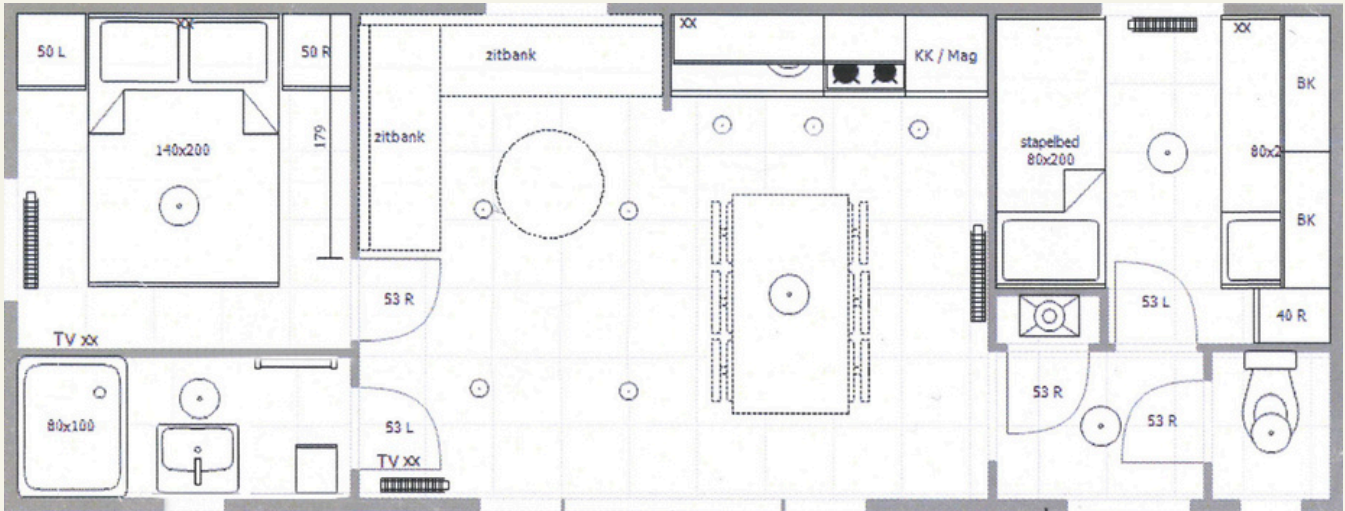 50 L
xx
50 R
zitbank
xx
KK / Mag
xx
BK
zitbank
179
140x200
stapelbed
80x200
80x2
BK
53 R
53 L
40 R
TV xx
80x100
53 L
TV xx
53 R
53 R